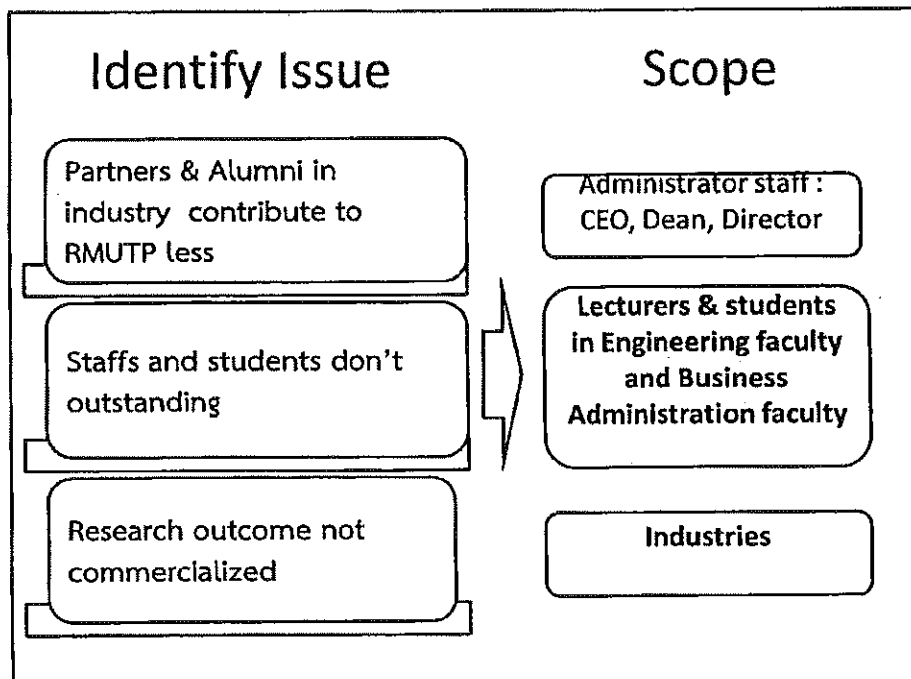 Identify Issue
Partners & Alumni in
industry contribute to
RMUTP less
Staffs and students don't
outstanding
Research outcome not
commercialized
Scope
Administrator staff :
CEO, Dean, Director
Lecturers & students
in Engineering faculty
and Business
Administration faculty
Industries